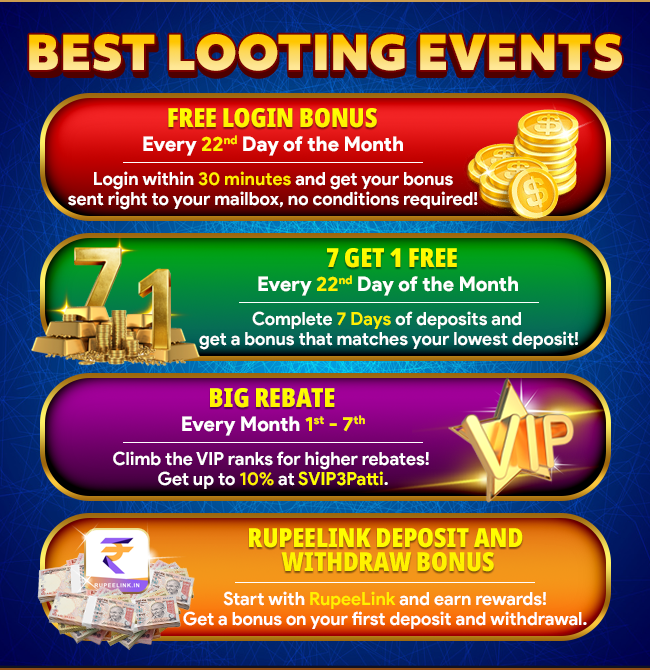 BEST LOOTING EVENTS
FREE LOGIN BONUS
Every 22nd Day of the Month
Login within 30 minutes and get your bonus
sent right to your mailbox, no conditions required!
7 1
7 GET 1 FREE
Every 22nd Day of the Month
Complete 7 Days of deposits and
get a bonus that matches your lowest deposit!
BIG REBATE
Every Month 1st - 7th
Climb the VIP ranks for higher rebates!
Get up to 10% at SVIP3Patti.
VIP
RUPEELINK.IN
RUPEELINK DEPOSIT AND
WITHDRAW BONUS
Start with RupeeLink and earn rewards!
Get a bonus on your first deposit and withdrawal.